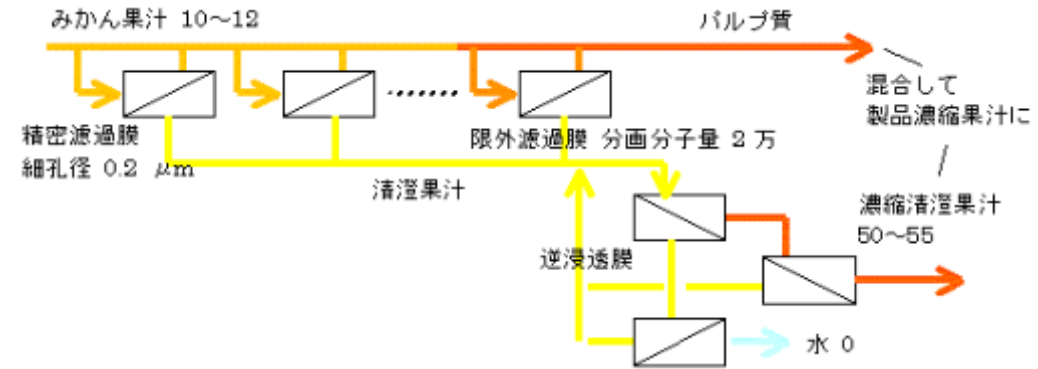 みかん果汁 10～12
パルプ質
混合して
製品濃縮果汁に
精密濾過膜
細孔径 0.2 μm
限外濾過膜 分画分子量 2 万
清澄果汁
濃縮清澄果汁
50～55
逆浸透膜
水 0